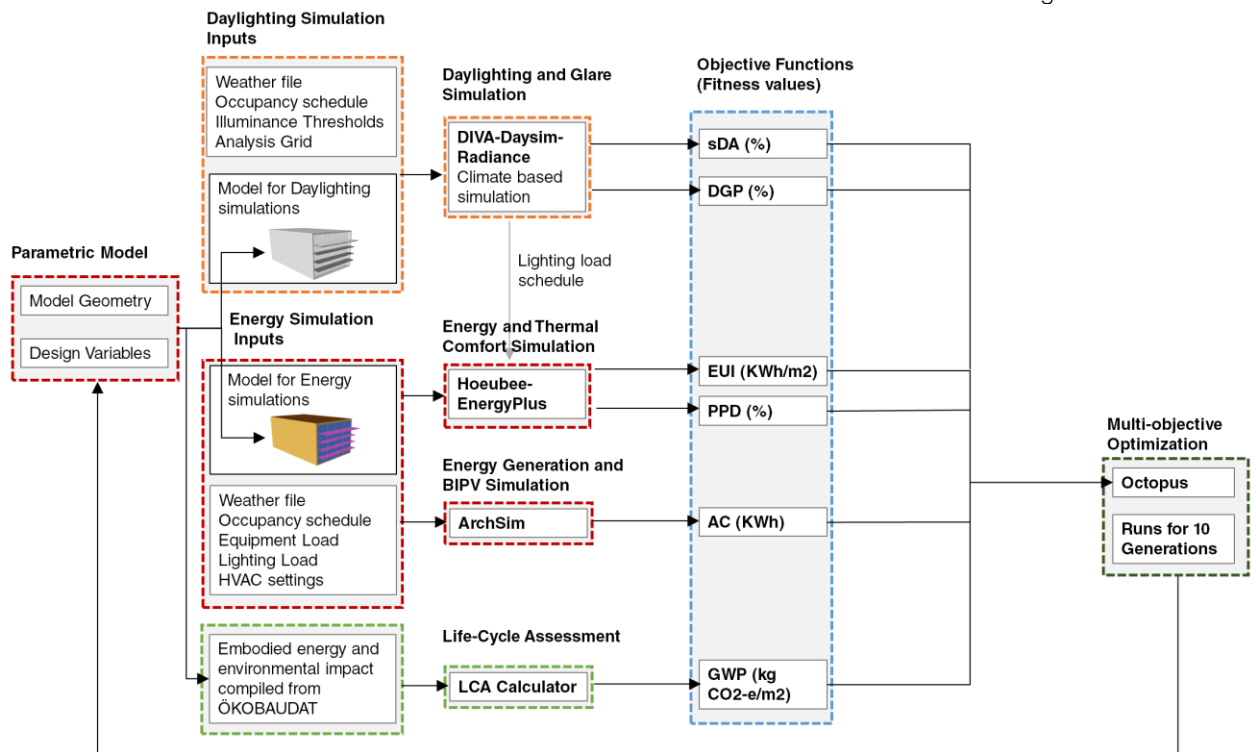 Daylighting Simulation
Inputs
Weather file
Occupancy schedule
Illuminance Thresholds
Analysis Grid
Model for Daylighting
simulations
Daylighting and Glare
Simulation
DIVA-Daysim-
Radiance
Climate based
simulation
Lighting load
schedule
Objective Functions
(Fitness values)
sDA (%)
DGP (%)
Parametric Model
Model Geometry
Design Variables
Energy Simulation
Inputs
Model for Energy
simulations
Weather file
Occupancy schedule
Equipment Load
Lighting Load
HVAC settings
Energy and Thermal
Comfort Simulation
Hoeubee-
EnergyPlus
EUI (KWh/m2)
PPD (%)
Energy Generation and
BIPV Simulation
ArchSim
AC (KWh)
Multi-objective
Optimization
Octopus
Runs for 10
Generations
Embodied energy and
environmental impact
compiled from
ÖKOBAUDAT
Life-Cycle Assessment
LCA Calculator
GWP (kg
CO2-e/m2)